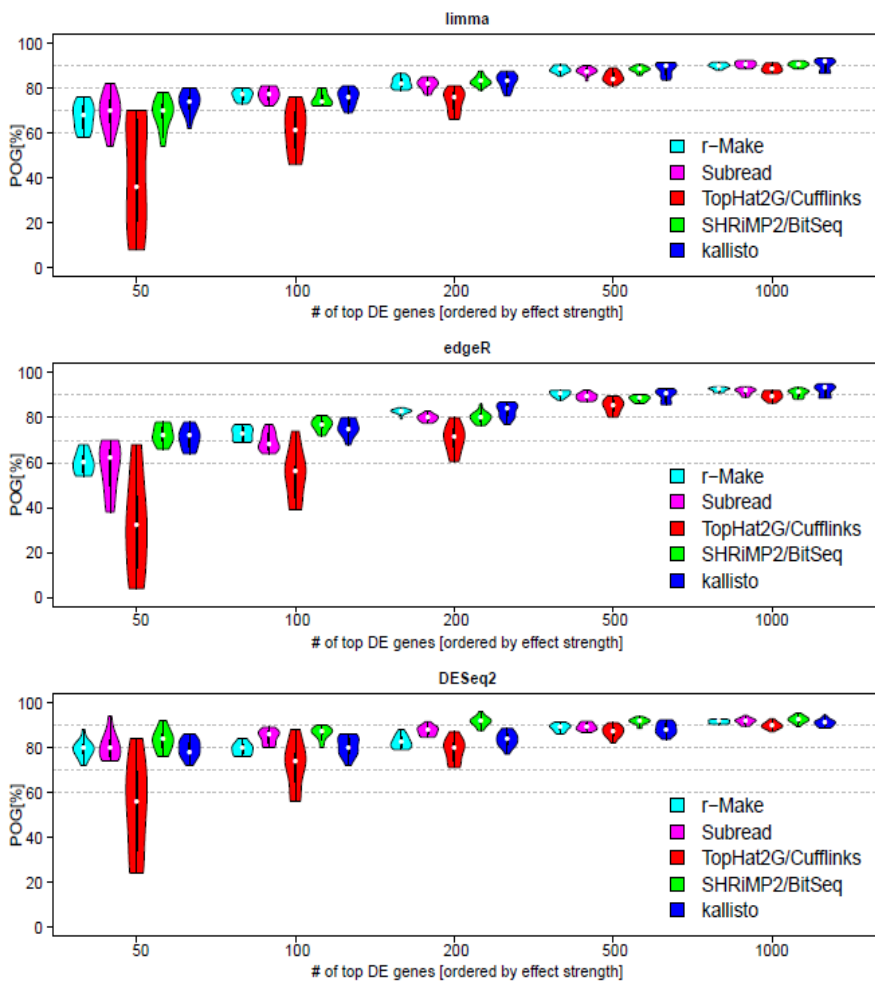 limma
POG[%]
100
80
60
40
20
0
r-Make
Subread
TopHat2G/Cufflinks
SHRiMP2/BitSeq
kallisto
50 100 200 500 1000
# of top DE genes [ordered by effect strength]
edgeR
POG[%]
100
80
60
40
20
0
r-Make
Subread
TopHat2G/Cufflinks
SHRiMP2/BitSeq
kallisto
50 100 200 500 1000
# of top DE genes [ordered by effect strength]
DESeq2
POG[%]
100
80
60
40
20
0
r-Make
Subread
TopHat2G/Cufflinks
SHRiMP2/BitSeq
kallisto
50 100 200 500 1000
# of top DE genes [ordered by effect strength]